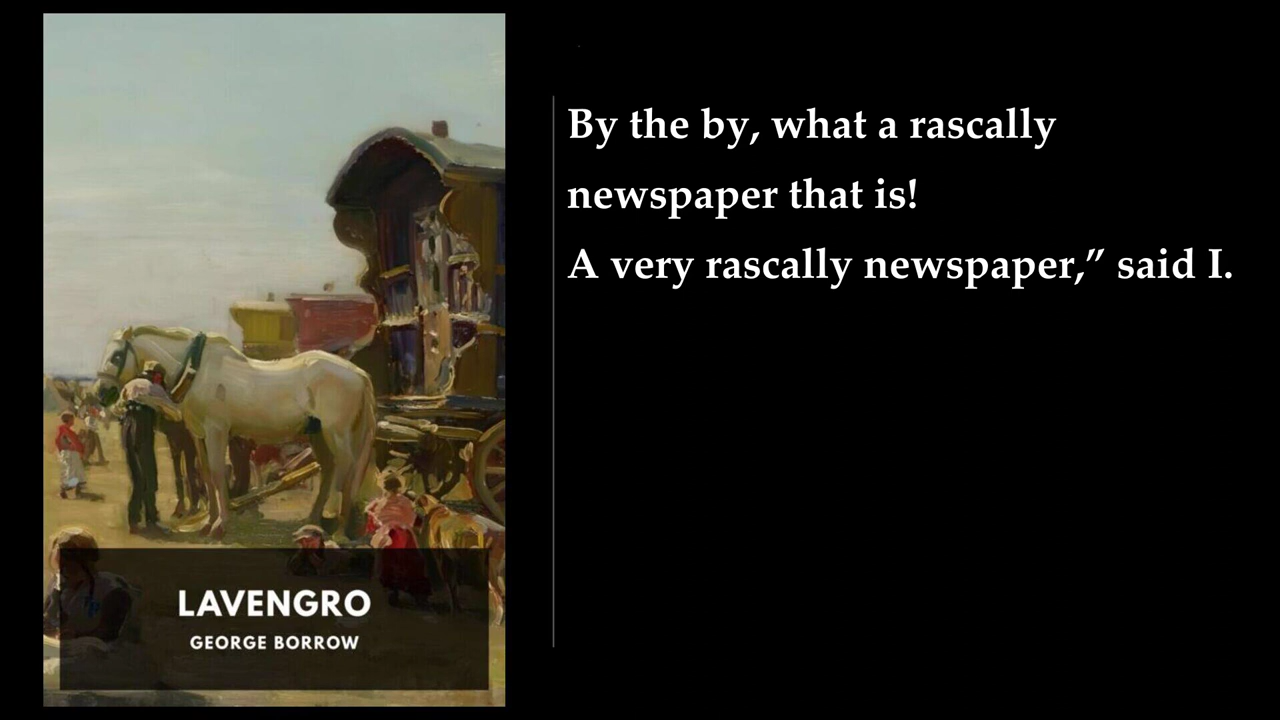 By the by, what a rascally
newspaper that is!
A very rascally newspaper,” said I.
LAVENGRO
GEORGE BORROW